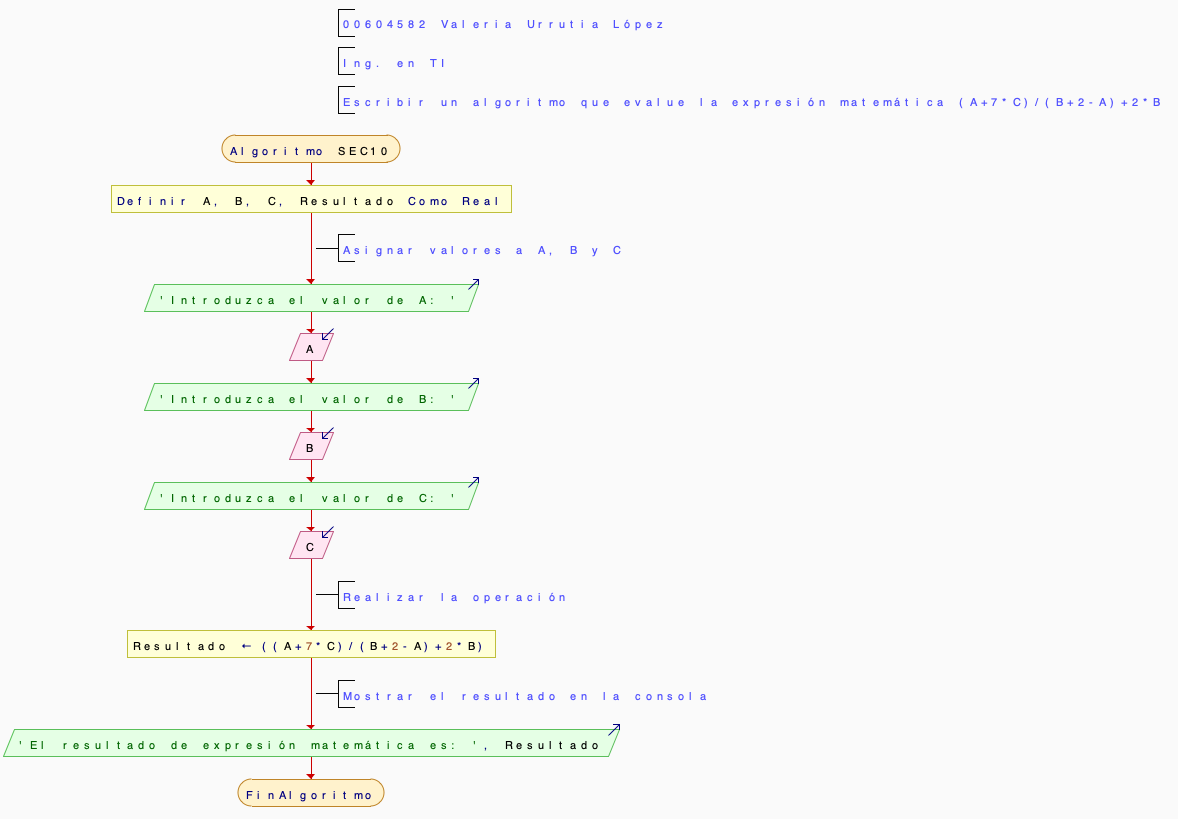 00604582 Valeria Urrutia López
Ing. en TI
Escribir un algoritmo que evalue la expresión matemática (A+7*C)/(B+2-A)+2*B
Algoritmo SEC10
Definir A, B, C, Resultado Como Real
Asignar valores a A, B y C
'Introduzca el valor de A: '
A
'Introduzca el valor de B: '
B
'Introduzca el valor de C: '
C
Realizar la operación
Resultado ← ((A+7*C)/(B+2-A)+2*B)
Mostrar el resultado en la consola
'El resultado de expresión matemática es: ', Resultado
FinAlgoritmo